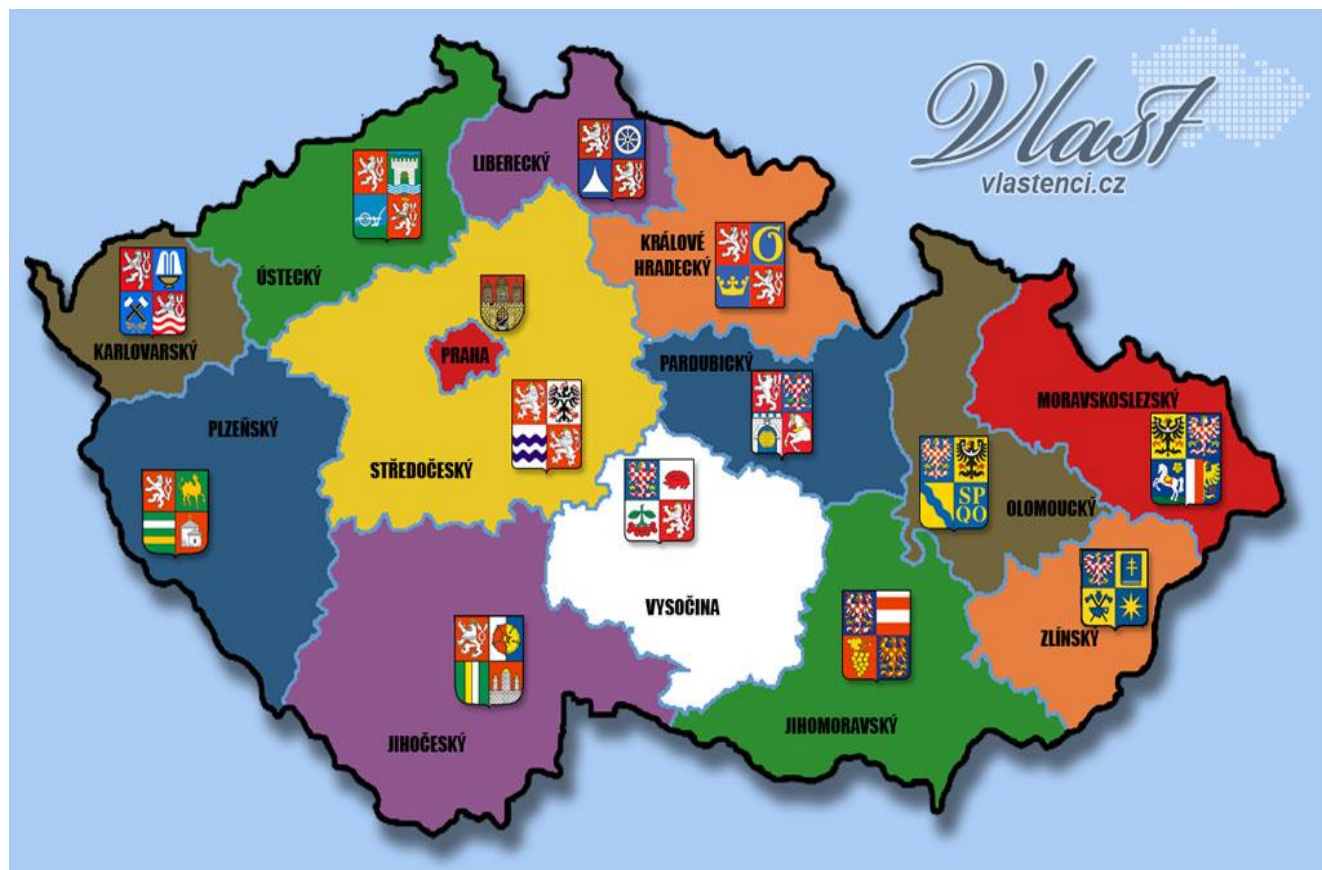 Vlast
vlastenci.cz
LIBERECKÝ
KRÁLOVÉ
HRADECKÝ
ÚSTECKÝ
KARLOVARSKÝ
PRAHA
PARDUBICKÝ
MORAVSKOSLEZSKÝ
PLZEŇSKÝ
STŘEDOČESKÝ
SP
QO
OLOMOUCKÝ
VYSOČINA
ZLÍNSKÝ
JIHOMORAVSKÝ
JIHOČESKÝ